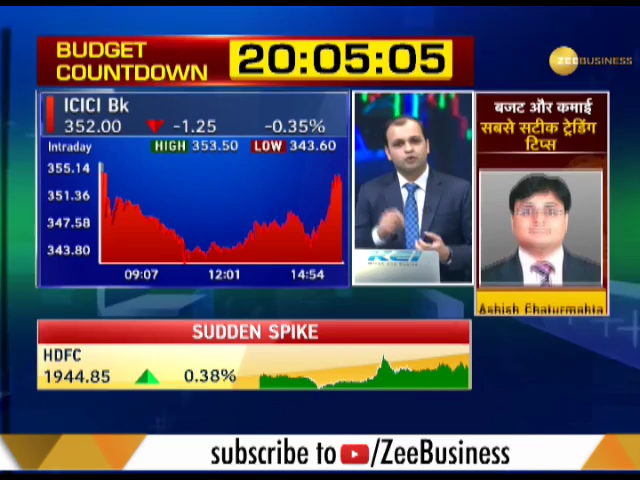 BUDGET
COUNTDOWN
20:05:05
ZEEBUSINESS
ICICI Bk
352.00 -1.25 -0.35%
Intraday HIGH 353.50 LOW 343.60
355.14
351.36
347.58
343.80
09:07 12:01 14:54
KEI
बजट और कमाई
सबसे सटीक ट्रेडिंग
टिप्स
Ashish Chaturmohta
SUDDEN SPIKE
HDFC
1944.85 0.38%
subscribe to /ZeeBusiness